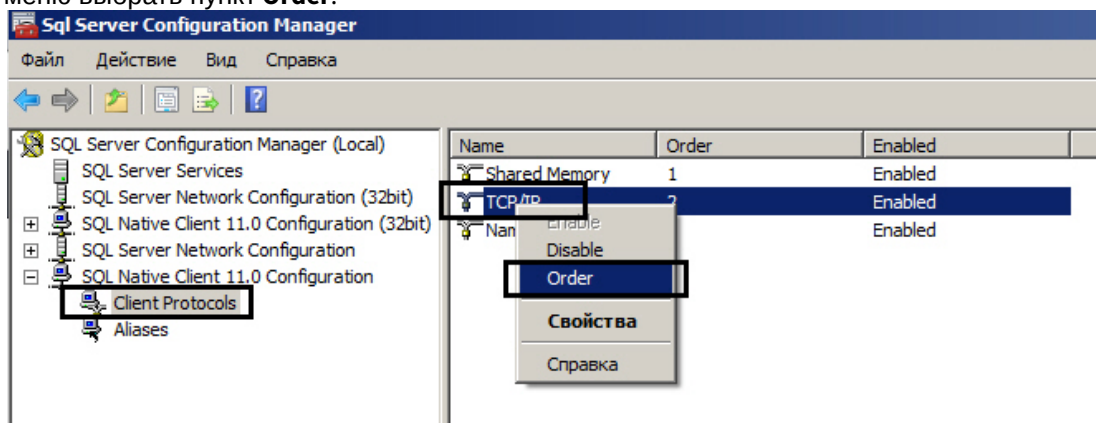 меню выбрать пункт Order.
Sql Server Configuration Manager
Файл Действие Вид Справка
SQL Server Configuration Manager (Local)
SQL Server Services
SQL Server Network Configuration (32bit)
SQL Native Client 11.0 Configuration (32bit)
SQL Server Network Configuration
SQL Native Client 11.0 Configuration
Client Protocols
Aliases
Name Order Enabled
Shared Memory 1 Enabled
TCP/IP 2 Enabled
Nam Enabled
Enable
Disable
Order
Свойства
Справка